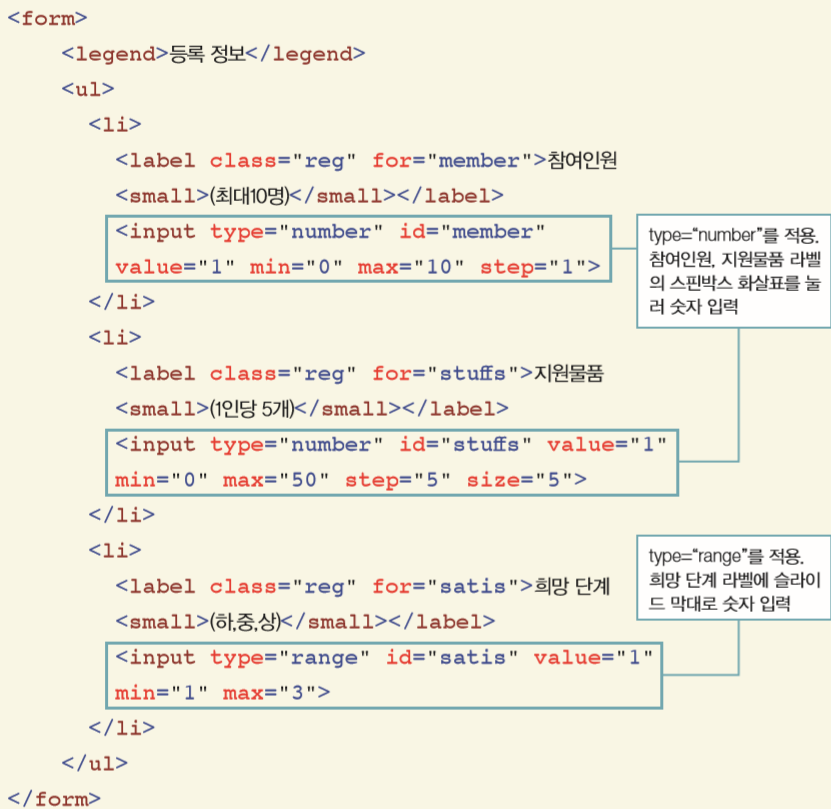 <form>
<legend>등록 정보</legend>
<ul>
<li>
<label class="reg" for="member">참여인원
<small>(최대10명)</small></label>
<input type="number" id="member"
value="1" min="0" max="10" step="1">
</li>
<li>
<label class="reg" for="stuffs">지원물품
<small>(1인당 5개)</small></label>
<input type="number" id="stuffs" value="1"
min="0" max="50" step="5" size="5">
</li>
<li>
<label class="reg" for="satis">희망 단계
<small>(하,중,상)</small></label>
<input type="range" id="satis" value="1"
min="1" max="3">
</li>
</ul>
</form>
type=“number”를 적용.
참여인원, 지원물품 라벨
의 스핀박스 화살표를 눌
러 숫자 입력
type=“range”를 적용.
희망 단계 라벨에 슬라이
드 막대로 숫자 입력